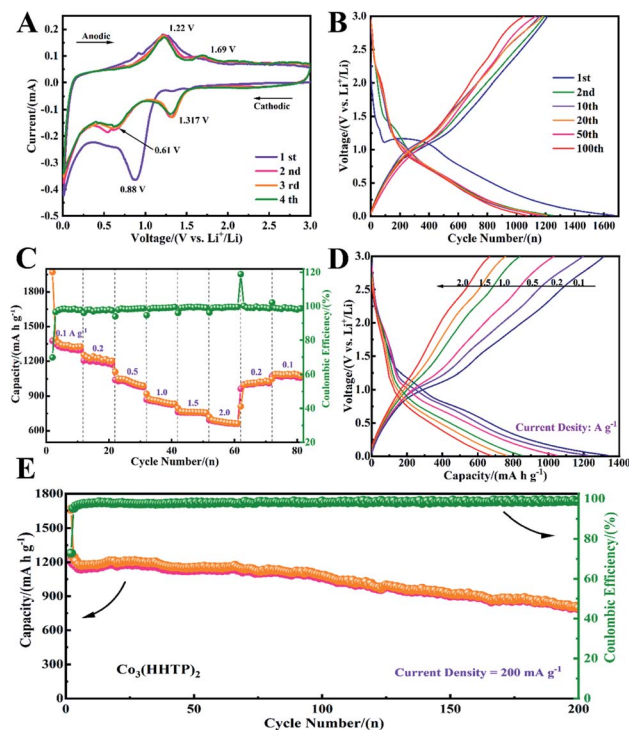 A
Anodic
1.22 V
1.69 V
Cathodic
1.317 V
0.61 V
0.88 V
1 st
2 nd
3 rd
4 th
0.2
0.1
0.0
-0.1
-0.2
-0.3
-0.4
-0.5
0.0 0.6 1.2 1.8 2.4 3.0
Current/(mA)
Voltage/(V vs. Li+/Li)
B
1st
2nd
10th
20th
50th
100th
3.0
2.5
2.0
1.5
1.0
0.5
0.0
0 200 400 600 800 1000 1200 1400 1600
Voltage/(V vs. Li+/Li)
Cycle Number/(n)
C
0.1 A g-1
0.2
0.5
1.0
1.5
2.0
0.2
0.1
1800
1500
1350
1200
1050
900
750
600
120
100
80
60
40
20
0 10 20 30 40 50 60 70 80
Capacity/(mA h g-1)
Coulombic Efficiency/(%)
Cycle Number/(n)
D
2.0 1.5 1.0 0.5 0.2 0.1
Current Desity: A g-1
3.0
2.5
2.0
1.5
1.0
0.5
0.0
0 200 400 600 800 1000 1200 1400
Voltage/(V vs. Li+/Li)
Capacity/(mA h g-1)
E
Co3(HHTP)2
Current Density = 200 mA g-1
1800
1500
1200
900
600
300
0
100
80
60
40
20
0
0 50 100 150 200
Capacity/(mA h g-1)
Coulombic Efficiency/(%)
Cycle Number/(n)